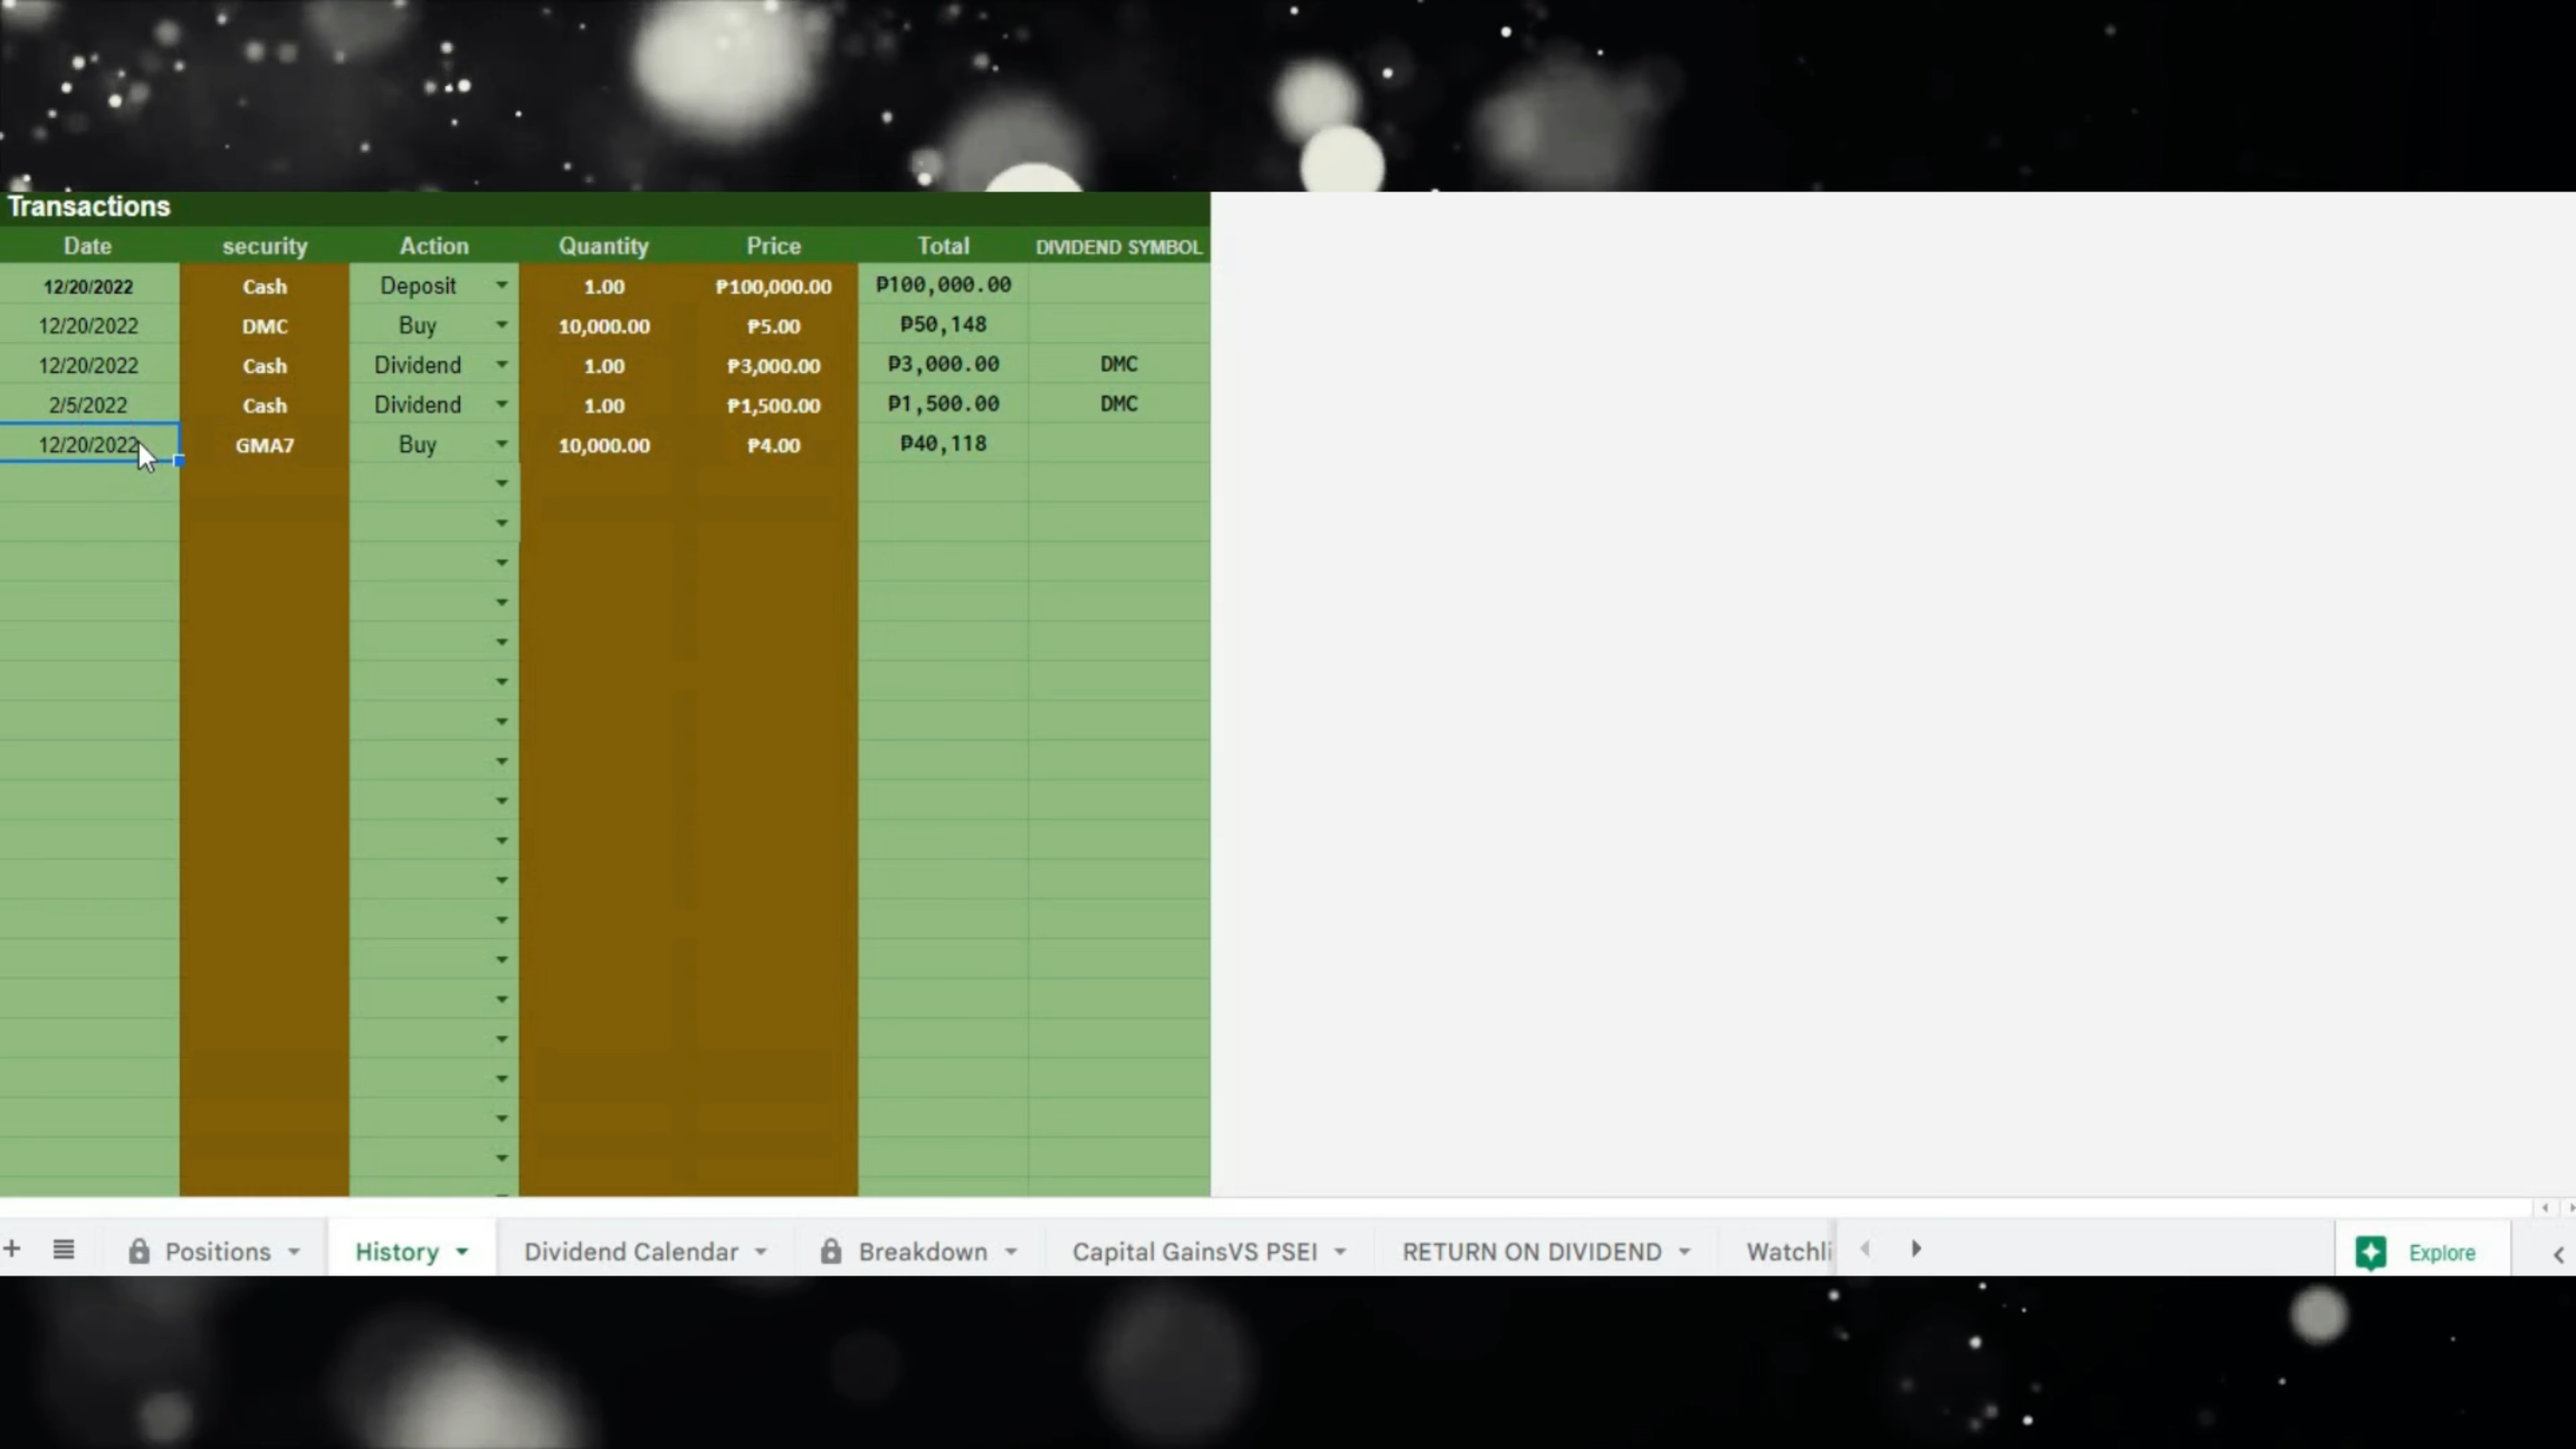 Transactions
Date security Action Quantity Price Total DIVIDEND SYMBOL
12/20/2022 Cash Deposit 1.00 ₱100,000.00 ₱100,000.00
12/20/2022 DMC Buy 10,000.00 ₱5.00 ₱50,148
12/20/2022 Cash Dividend 1.00 ₱3,000.00 ₱3,000.00 DMC
2/5/2022 Cash Dividend 1.00 ₱1,500.00 ₱1,500.00 DMC
12/20/2022 GMA7 Buy 10,000.00 ₱4.00 ₱40,118
Positions History Dividend Calendar Breakdown Capital GainsVS PSEI RETURN ON DIVIDEND Watchli Explore